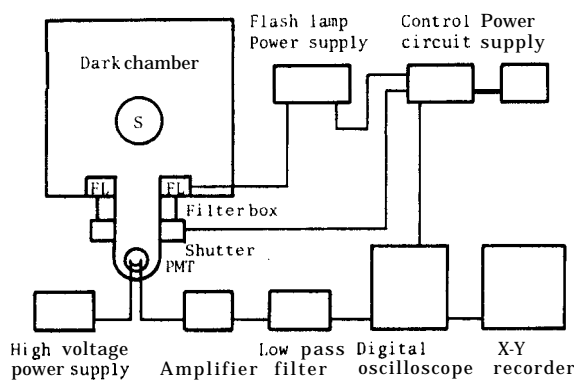 Flash lamp
Power supply
Control Power
circuit supply
Dark chamber
S
FL
FL
Filter box
Shutter
PMT
High voltage
power supply
Amplifier
Low pass
filter
Digital
oscilloscope
X-Y
recorder